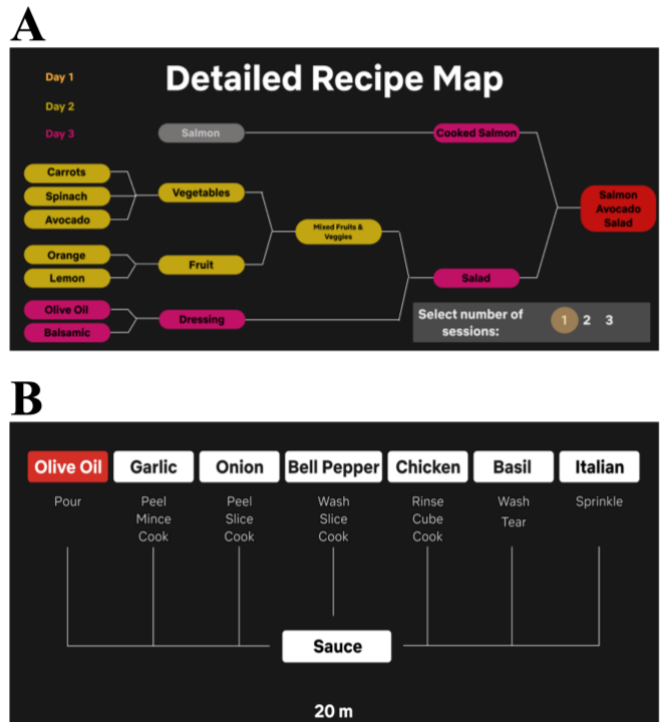 A
Day 1
Detailed Recipe Map
Day 2
Day 3
Salmon
Cooked Salmon
Carrots
Spinach
Avocado
Vegetables
Orange
Lemon
Fruit
Mixed Fruits &
Veggies
Salmon
Avocado
Salad
Salad
Olive Oil
Balsamic
Dressing
Select number of
sessions:
1 2 3
B
Olive Oil Garlic Onion Bell Pepper Chicken Basil Italian
Pour Peel Peel Wash Rinse Wash Sprinkle
Mince Slice Slice Cube Tear
Cook Cook Cook Cook
Sauce
20 m